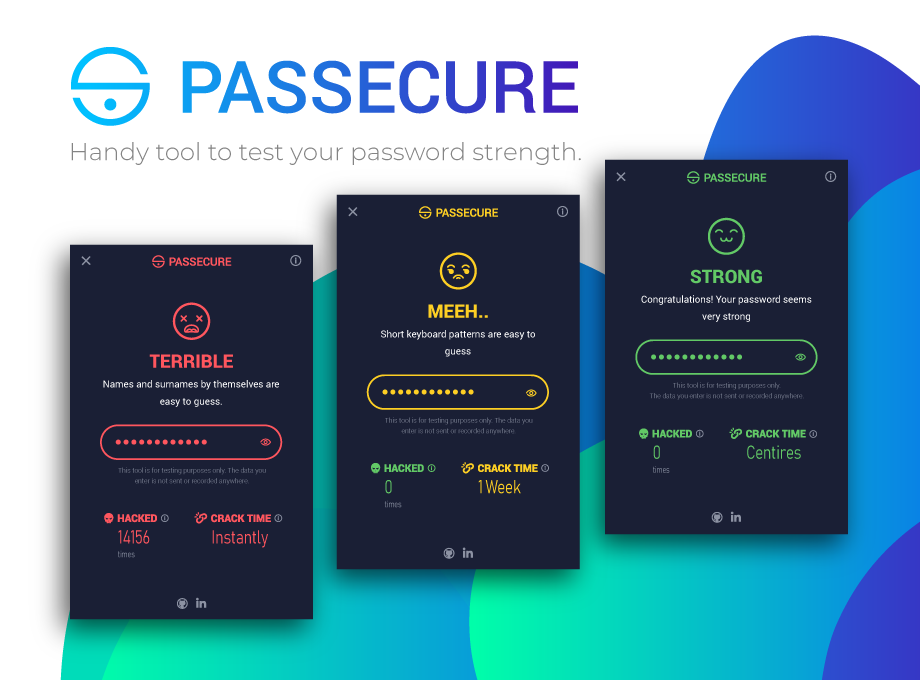 PASSECURE
Handy tool to test your password strength.
PASSECURE
TERRIBLE
Names and surnames by themselves are
easy to guess.
This tool is for testing purposes only. The data you
enter is not sent or recorded anywhere.
HACKED
CRACK TIME
14156
Instantly
times
in
PASSECURE
MEEH..
Short keyboard patterns are easy to
guess
This tool is for testing purposes only. The data you
enter is not sent or recorded anywhere.
HACKED
CRACK TIME
0
1 Week
times
in
PASSECURE
STRONG
Congratulations! Your password seems
very strong
This tool is for testing purposes only.
The data you enter is not sent or recorded anywhere
HACKED
CRACK TIME
0
Centires
times
in